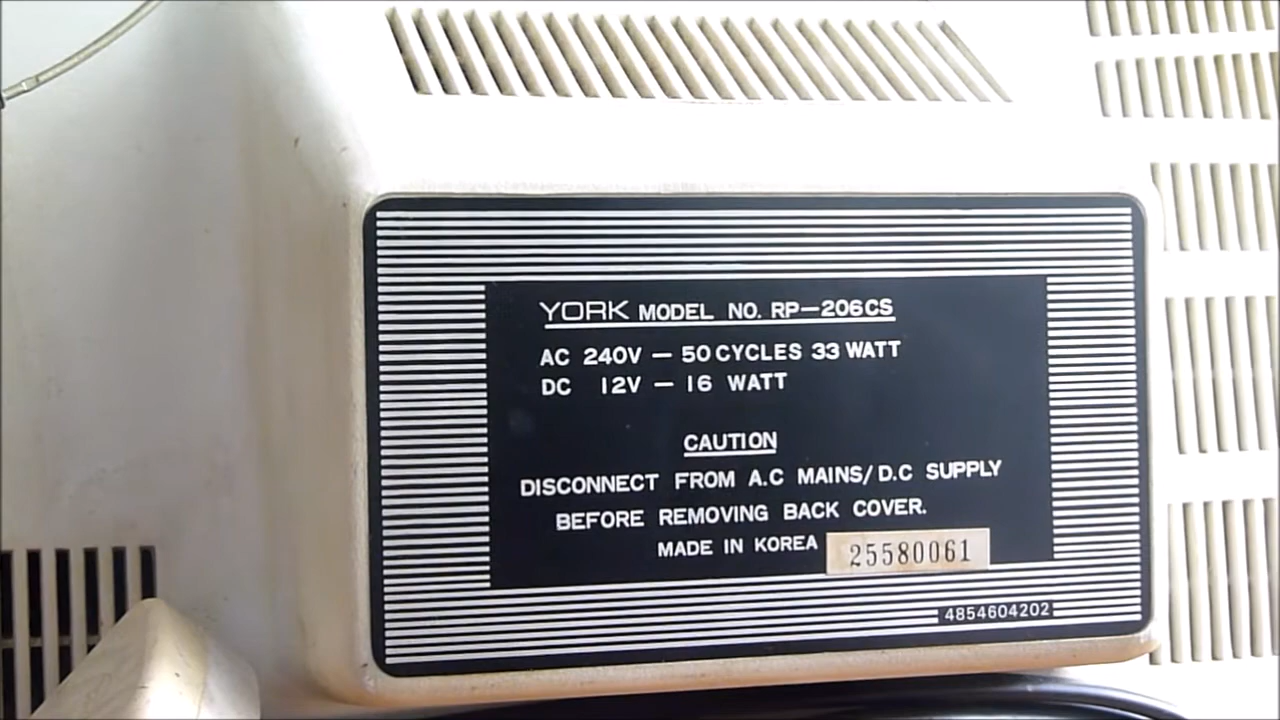 YORK MODEL NO. RP-206CS
AC 240V - 50 CYCLES 33 WATT
DC 12V - 16 WATT
CAUTION
DISCONNECT FROM A.C MAINS/D.C SUPPLY
BEFORE REMOVING BACK COVER.
MADE IN KOREA 25580061
4854604202